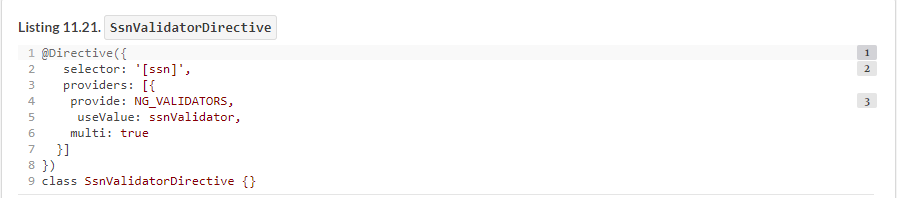 Listing 11.21. SsnValidatorDirective
1 @Directive({ 1
2    selector: '[ssn]', 2
3    providers: [{
4     provide: NG_VALIDATORS, 3
5      useValue: ssnValidator,
6     multi: true
7   }]
8 })
9 class SsnValidatorDirective {}